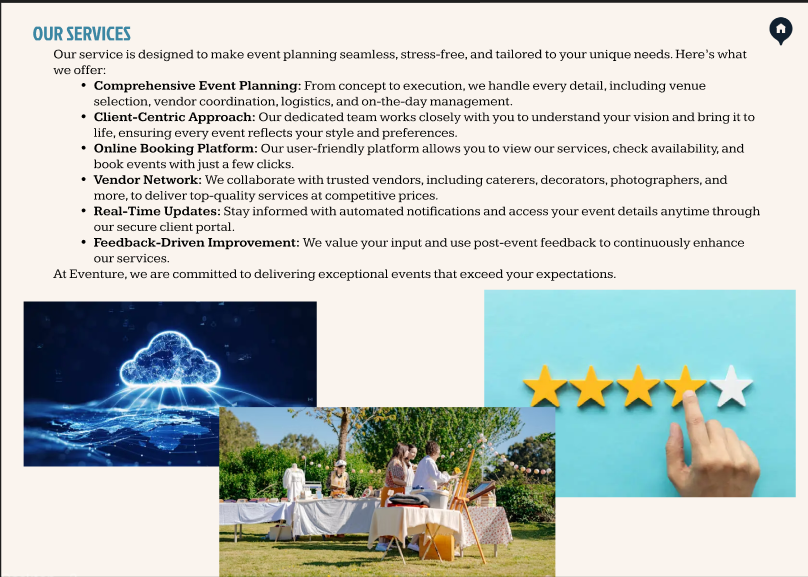 OUR SERVICES
Our service is designed to make event planning seamless, stress-free, and tailored to your unique needs. Here's what
we offer:
• Comprehensive Event Planning: From concept to execution, we handle every detail, including venue
selection, vendor coordination, logistics, and on-the-day management.
• Client-Centric Approach: Our dedicated team works closely with you to understand your vision and bring it to
life, ensuring every event reflects your style and preferences.
• Online Booking Platform: Our user-friendly platform allows you to view our services, check availability, and
book events with just a few clicks.
• Vendor Network: We collaborate with trusted vendors, including caterers, decorators, photographers, and
more, to deliver top-quality services at competitive prices.
• Real-Time Updates: Stay informed with automated notifications and access your event details anytime through
our secure client portal.
• Feedback-Driven Improvement: We value your input and use post-event feedback to continuously enhance
our services.
At Eventure, we are committed to delivering exceptional events that exceed your expectations.